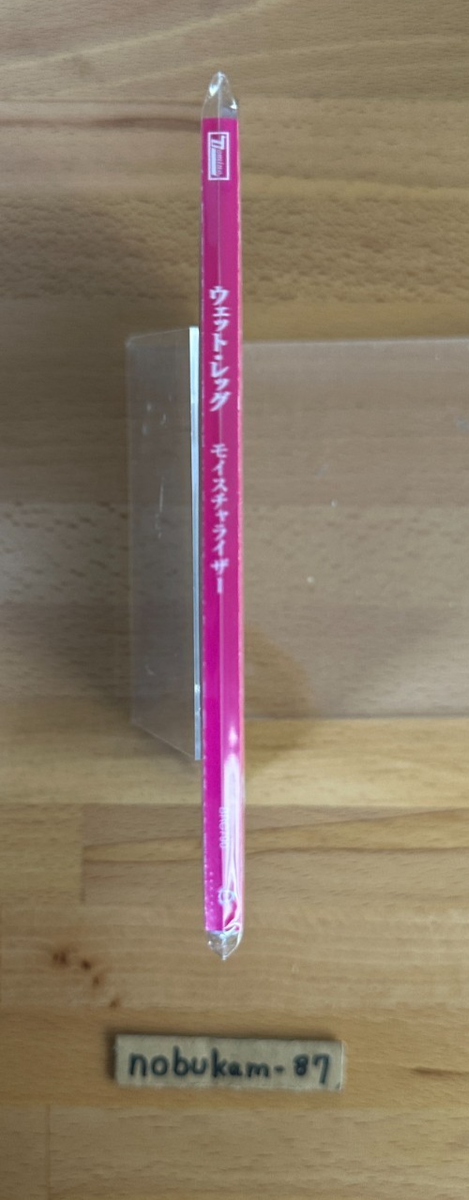 Domino
ウェット・レッグ
モイスチャライザー
nobukam-87